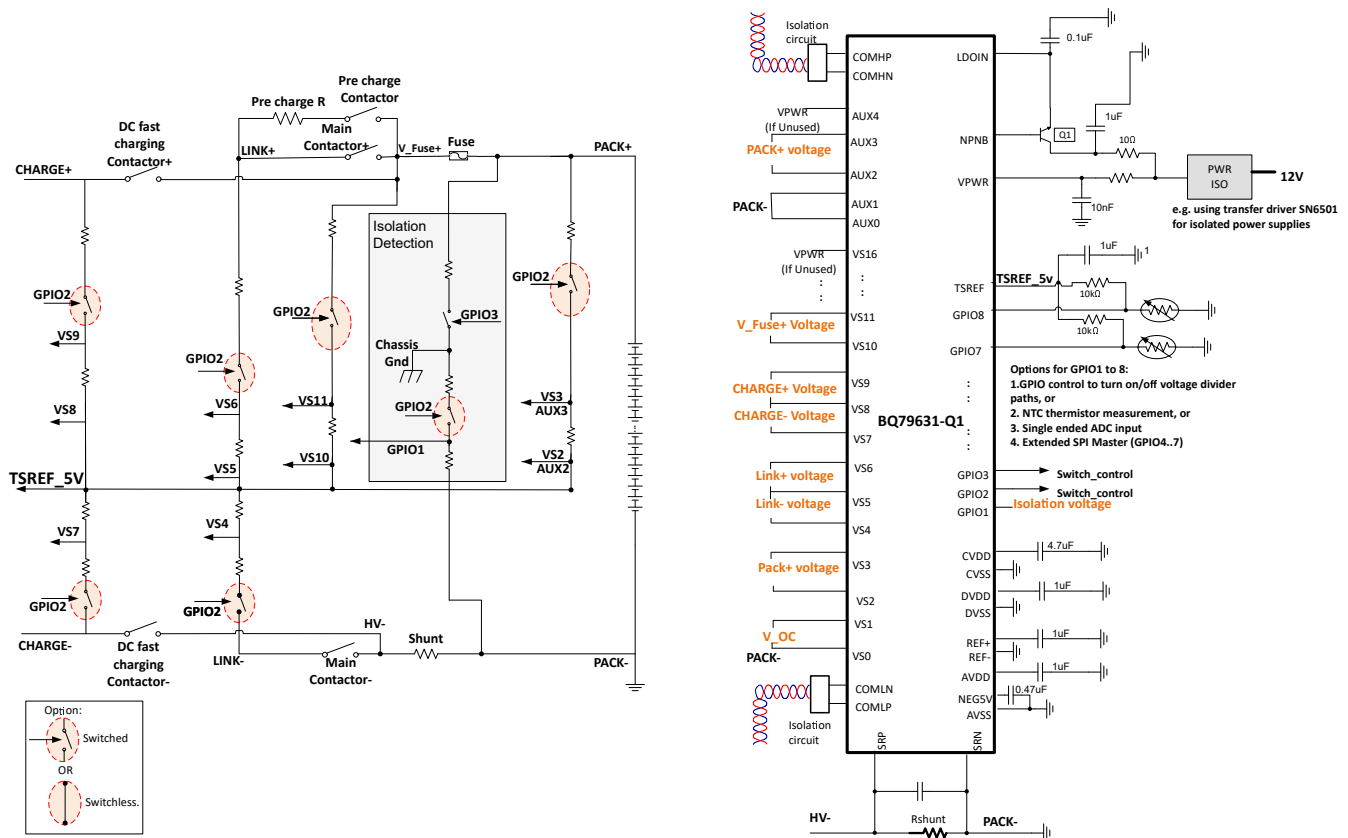 Pre charge
Contactor
Pre charge R
DC fast
charging
Contactor+
Main
Contactor+
LINK+
V_Fuse+
Fuse
PACK+
CHARGE+
Isolation
Detection
GPIO2
GPIO2
GPIO2
GPIO3
GPIO2
VS9
Chassis
Gnd
GPIO2
VS8
VS6
VS11
VS3
AUX3
GPIO1
VS5
VS10
VS2
AUX2
TSREF_5V
VS7
VS4
GPIO2
GPIO2
CHARGE-
DC fast
charging
Contactor-
HV-
Shunt
LINK-
Main
Contactor-
PACK-
Option:
Switched
OR
Switchless.
Isolation
circuit
COMHP
COMHN
VPWR
(If Unused)
AUX4
AUX3
PACK+ voltage
AUX2
AUX1
PACK-
AUX0
VPWR
(If Unused)
VS16
VS11
V_Fuse+ Voltage
VS10
CHARGE+ Voltage
VS9
VS8
CHARGE- Voltage
VS7
VS6
Link+ voltage
VS5
Link- voltage
VS4
VS3
Pack+ voltage
VS2
VS1
V_OC
PACK-
VS0
COMLN
COMLP
Isolation
circuit
SRP
SRN
BQ79631-Q1
0.1uF
LDOIN
1uF
NPNB
Q1
10Ω
VPWR
10nF
PWR
ISO
12V
e.g. using transfer driver SN6501
for isolated power supplies
1uF
1
TSREF_5v
TSREF
10kΩ
GPIO8
10kΩ
GPIO7
Options for GPIO1 to 8:
1.GPIO control to turn on/off voltage divider
paths, or
2. NTC thermistor measurement, or
3. Single ended ADC input
4. Extended SPI Master (GPIO4..7)
GPIO3
Switch_control
GPIO2
Switch_control
GPIO1
Isolation voltage
CVDD
4.7uF
CVSS
DVDD
1uF
DVSS
REF+
1uF
REF-
AVDD
1uF
NEG5V
0.47uF
AVSS
HV-
Rshunt
PACK-